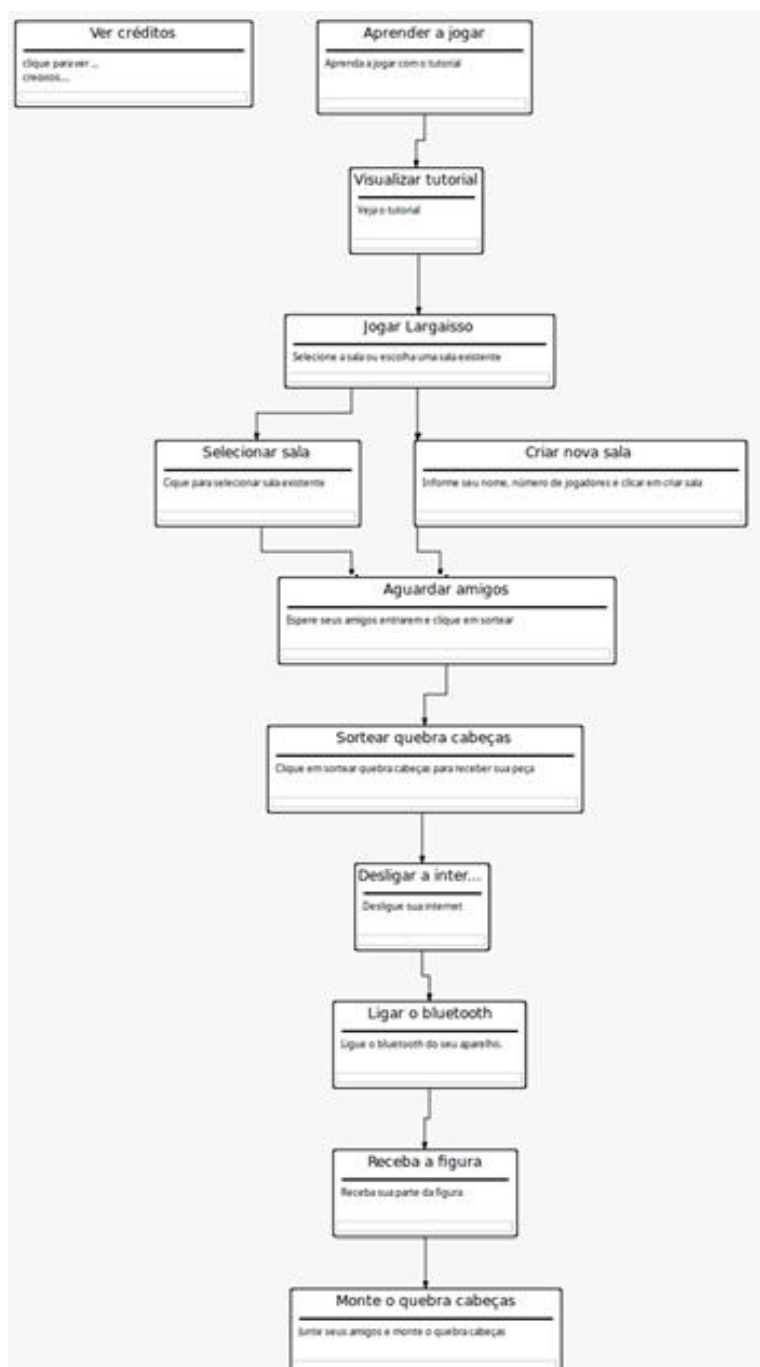 Ver créditos
clique para ver ...
creditos...
Aprender a jogar
Aprenda a jogar com o tutorial
Visualizar tutorial
Veja o tutorial
Jogar Largaisso
Selecione a sala ou escolha uma sala existente
Selecionar sala
Cique para selecionar sala existente
Criar nova sala
Informe seu nome, número de jogadores e clicar em criar sala
Aguardar amigos
Espere seus amigos entrarem e clique em sortear
Sortear quebra cabeças
Clique em sortear quebra cabeças para receber sua peça
Desligar a inter...
Desligue sua internet
Ligar o bluetooth
Ligue o bluetooth do seu aparelho.
Receba a figura
Receba sua parte da figura
Monte o quebra cabeças
Junte seus amigos e monte o quebra cabeças